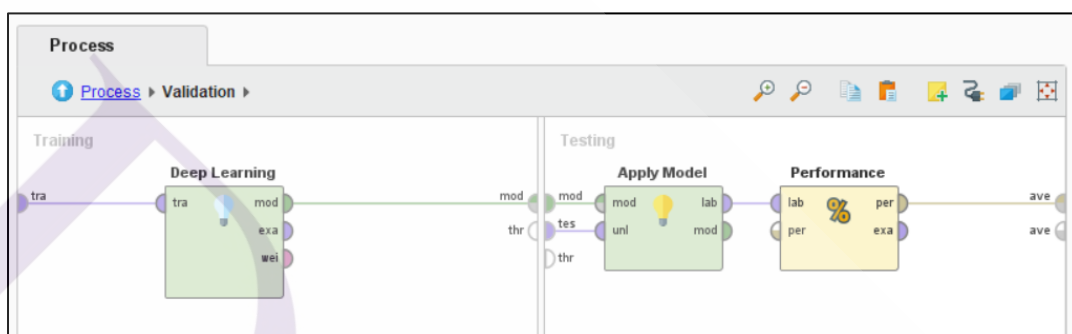 Process
Process ▸ Validation ▸
Training
Testing
Deep Learning
Apply Model
Performance
tra
tra
mod
exa
wei
mod
thr
mod
tes
thr
mod
unl
lab
mod
lab
per
%
per
exa
ave
ave